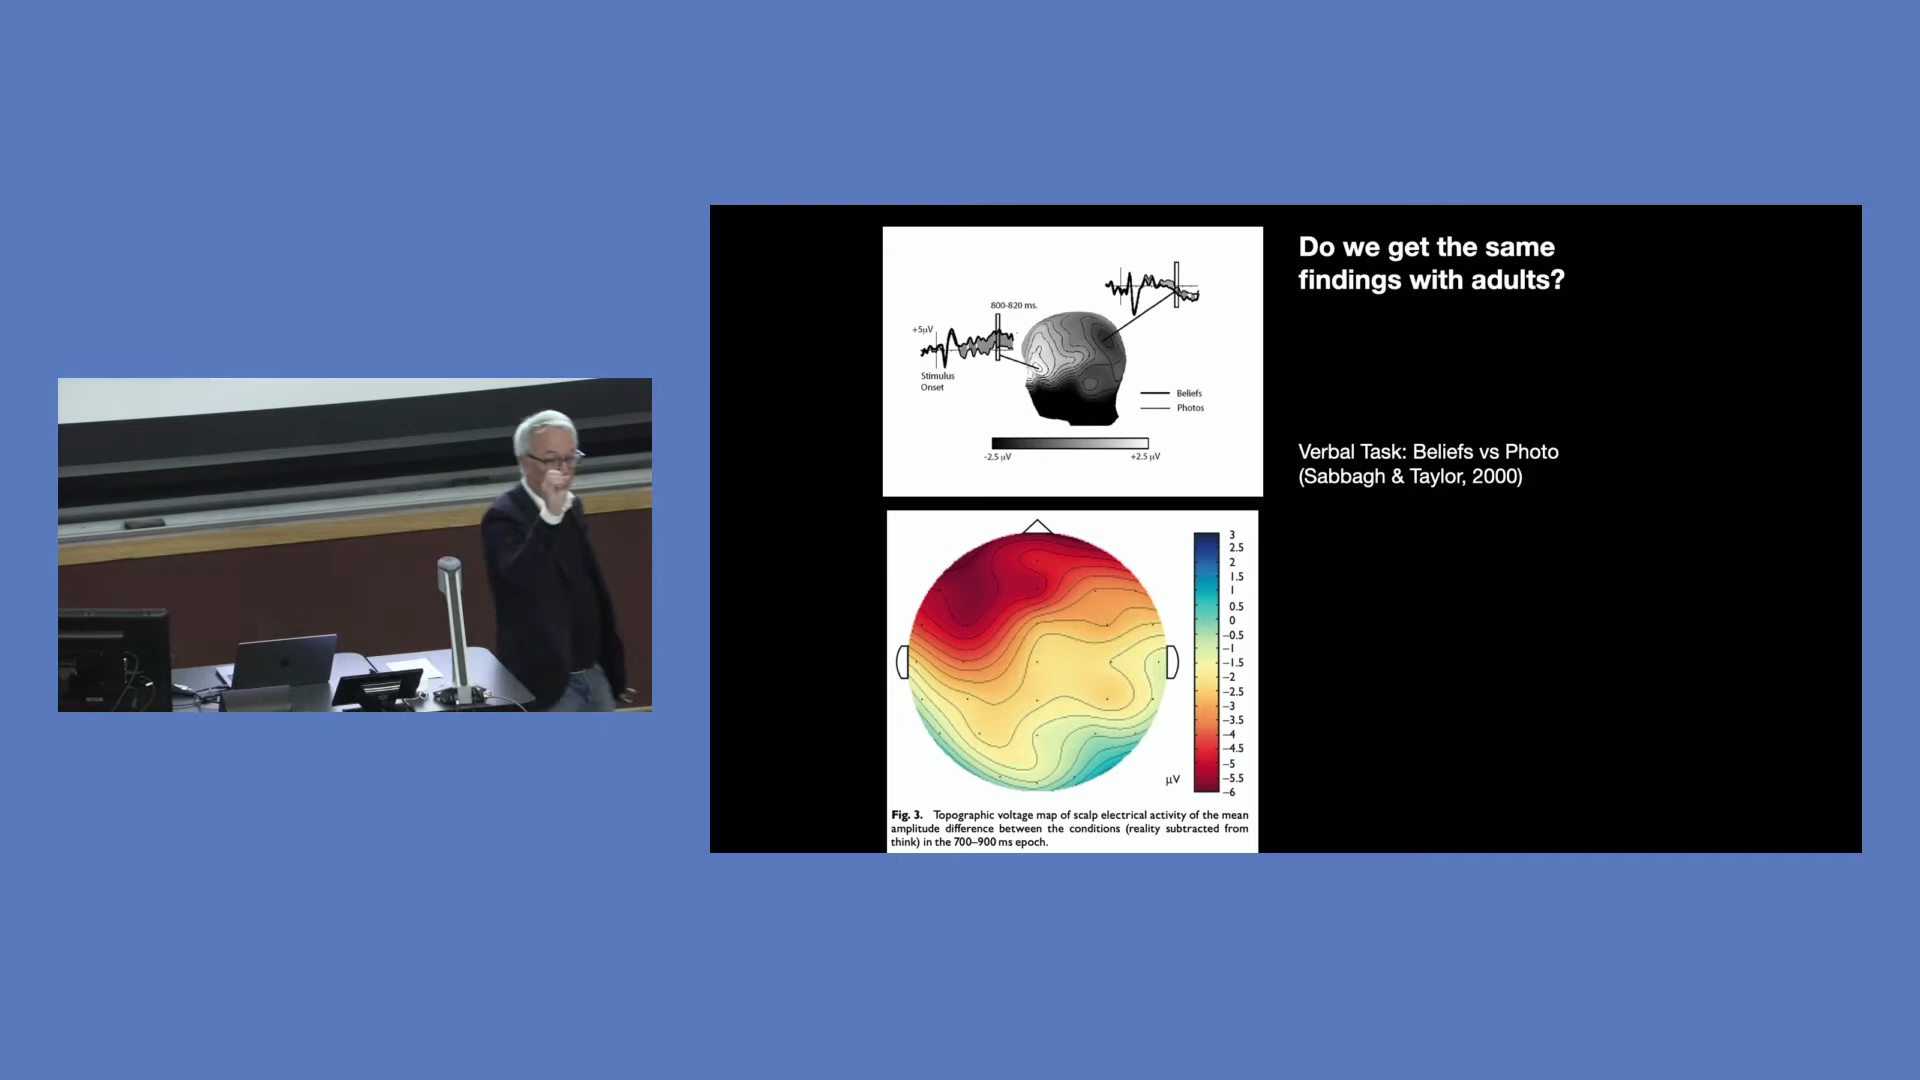 Do we get the same
findings with adults?
800-820 ms.
+5μV
Stimulus
Onset
Beliefs
Photos
-2.5 μV
+2.5 μV
Verbal Task: Beliefs vs Photo
(Sabbagh & Taylor, 2000)
3
2.5
2
1.5
1
0.5
0
−0.5
−1
−1.5
−2
−2.5
−3
−3.5
−4
−4.5
−5
−5.5
−6
μV
Fig. 3. Topographic voltage map of scalp electrical activity of the mean
amplitude difference between the conditions (reality subtracted from
think) in the 700–900 ms epoch.